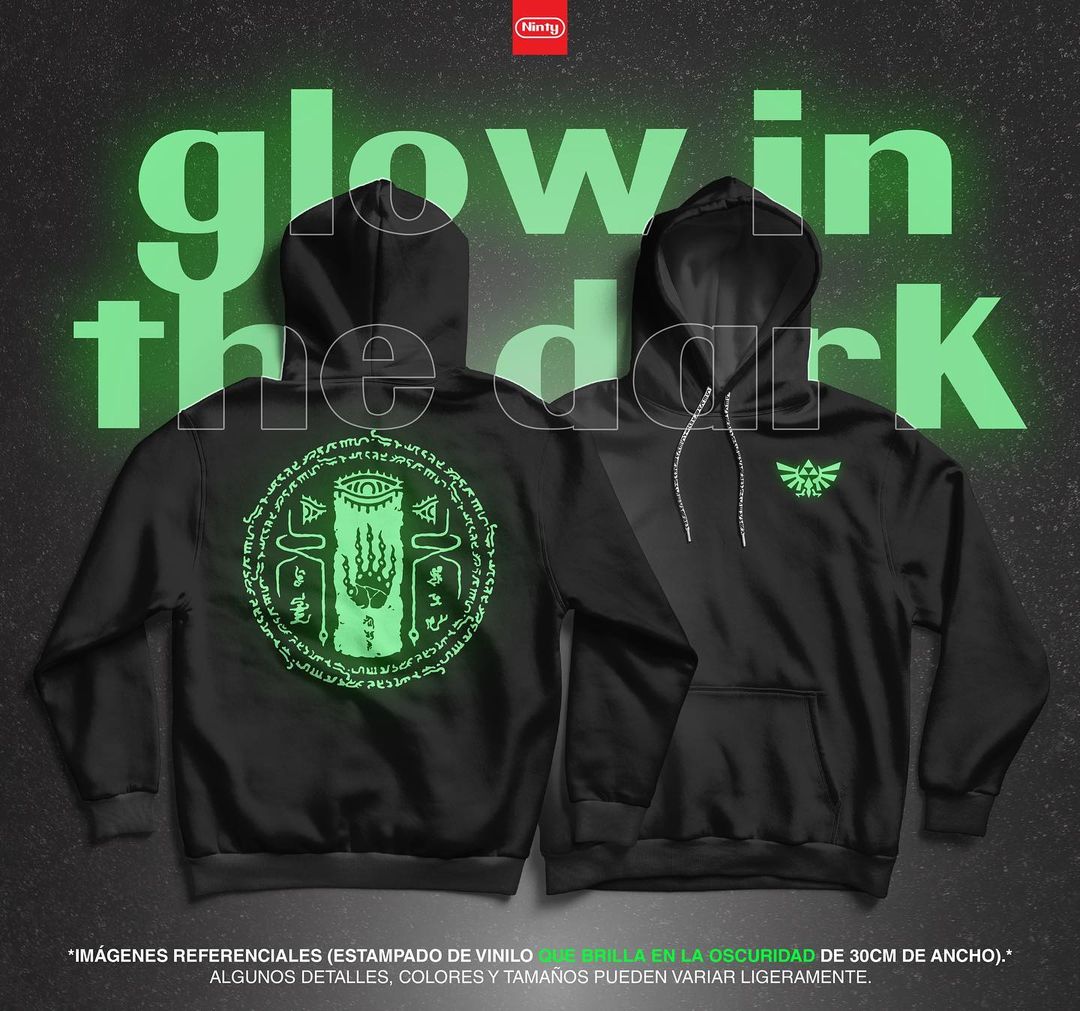 Ninty
glow in
the darK
*IMÁGENES REFERENCIALES (ESTAMPADO DE VINILO QUE BRILLA EN LA OSCURIDAD DE 30CM DE ANCHO).*
ALGUNOS DETALLES, COLORES Y TAMAÑOS PUEDEN VARIAR LIGERAMENTE.